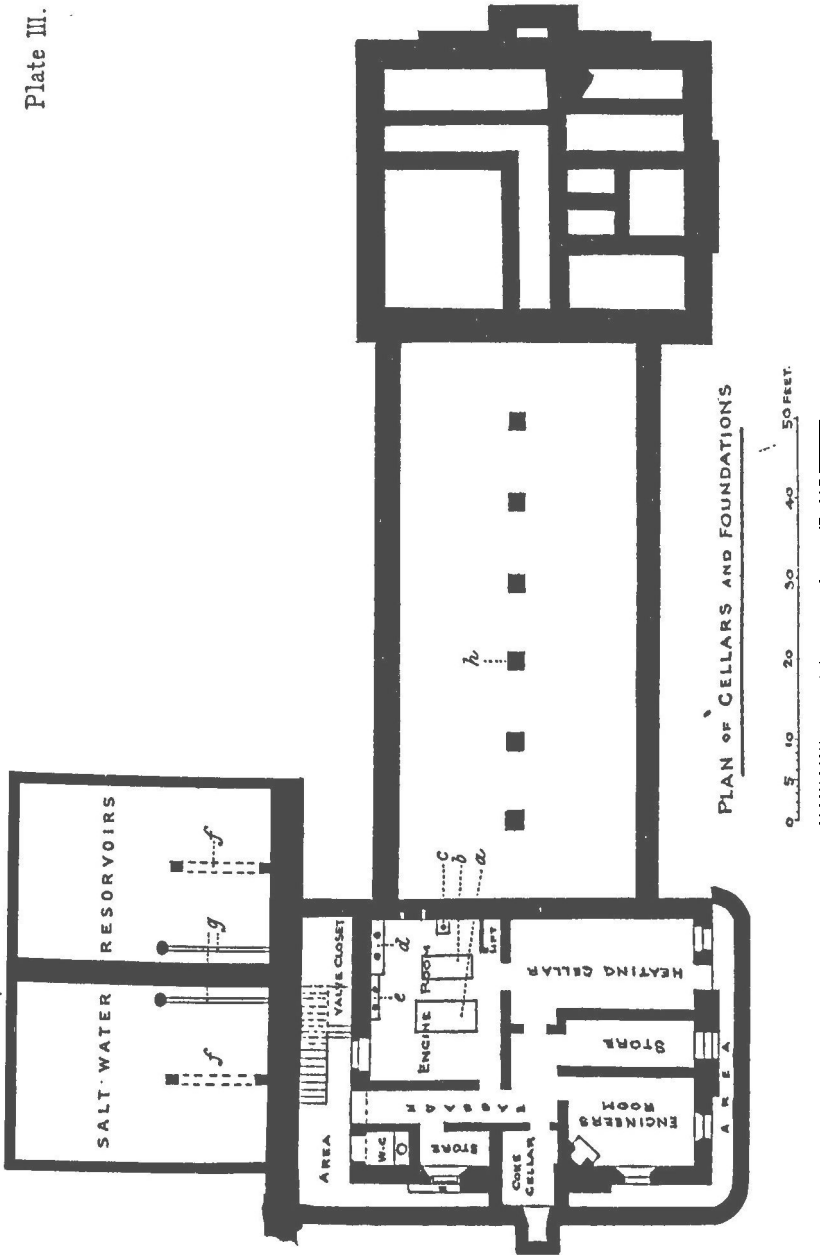 Plate III.
SALT-WATER RESORVOIRS
f
g
f
AREA
VALVE CLOSET
W.C
STORE
PASSAGE
ENGINE ROOM
e
d
c
b
a
LIFT
COKE
CELLAR
ENGINEERS
ROOM
STORE
HEATING CELLAR
AREA
h
PLAN OF CELLARS AND FOUNDATIONS
0 5 10 20 30 40 50 FEET.